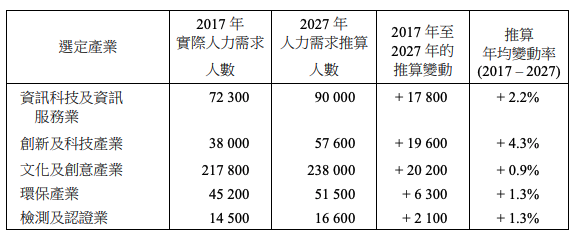 選定產業 2017 年 實際人力需求 人數 2027 年 人力需求推算 人數 2017 年至 2027 年的 推算變動 推算 年均變動率 (2017 – 2027)
資訊科技及資訊 服務業 72 300 90 000 + 17 800 + 2.2%
創新及科技產業 38 000 57 600 + 19 600 + 4.3%
文化及創意產業 217 800 238 000 + 20 200 + 0.9%
環保產業 45 200 51 500 + 6 300 + 1.3%
檢測及認證業 14 500 16 600 + 2 100 + 1.3%